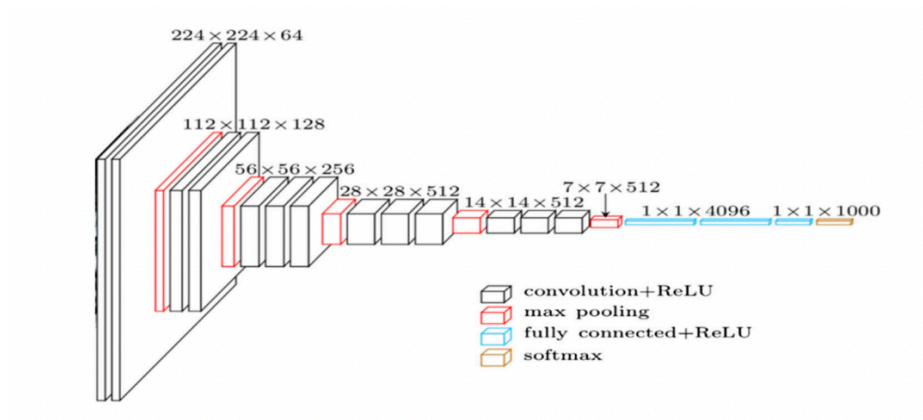 224×224×64
112×112×128
56×56×256
28×28×512
14×14×512
7×7×512
1×1×4096
1×1×1000
convolution+ReLU
max pooling
fully connected+ReLU
softmax